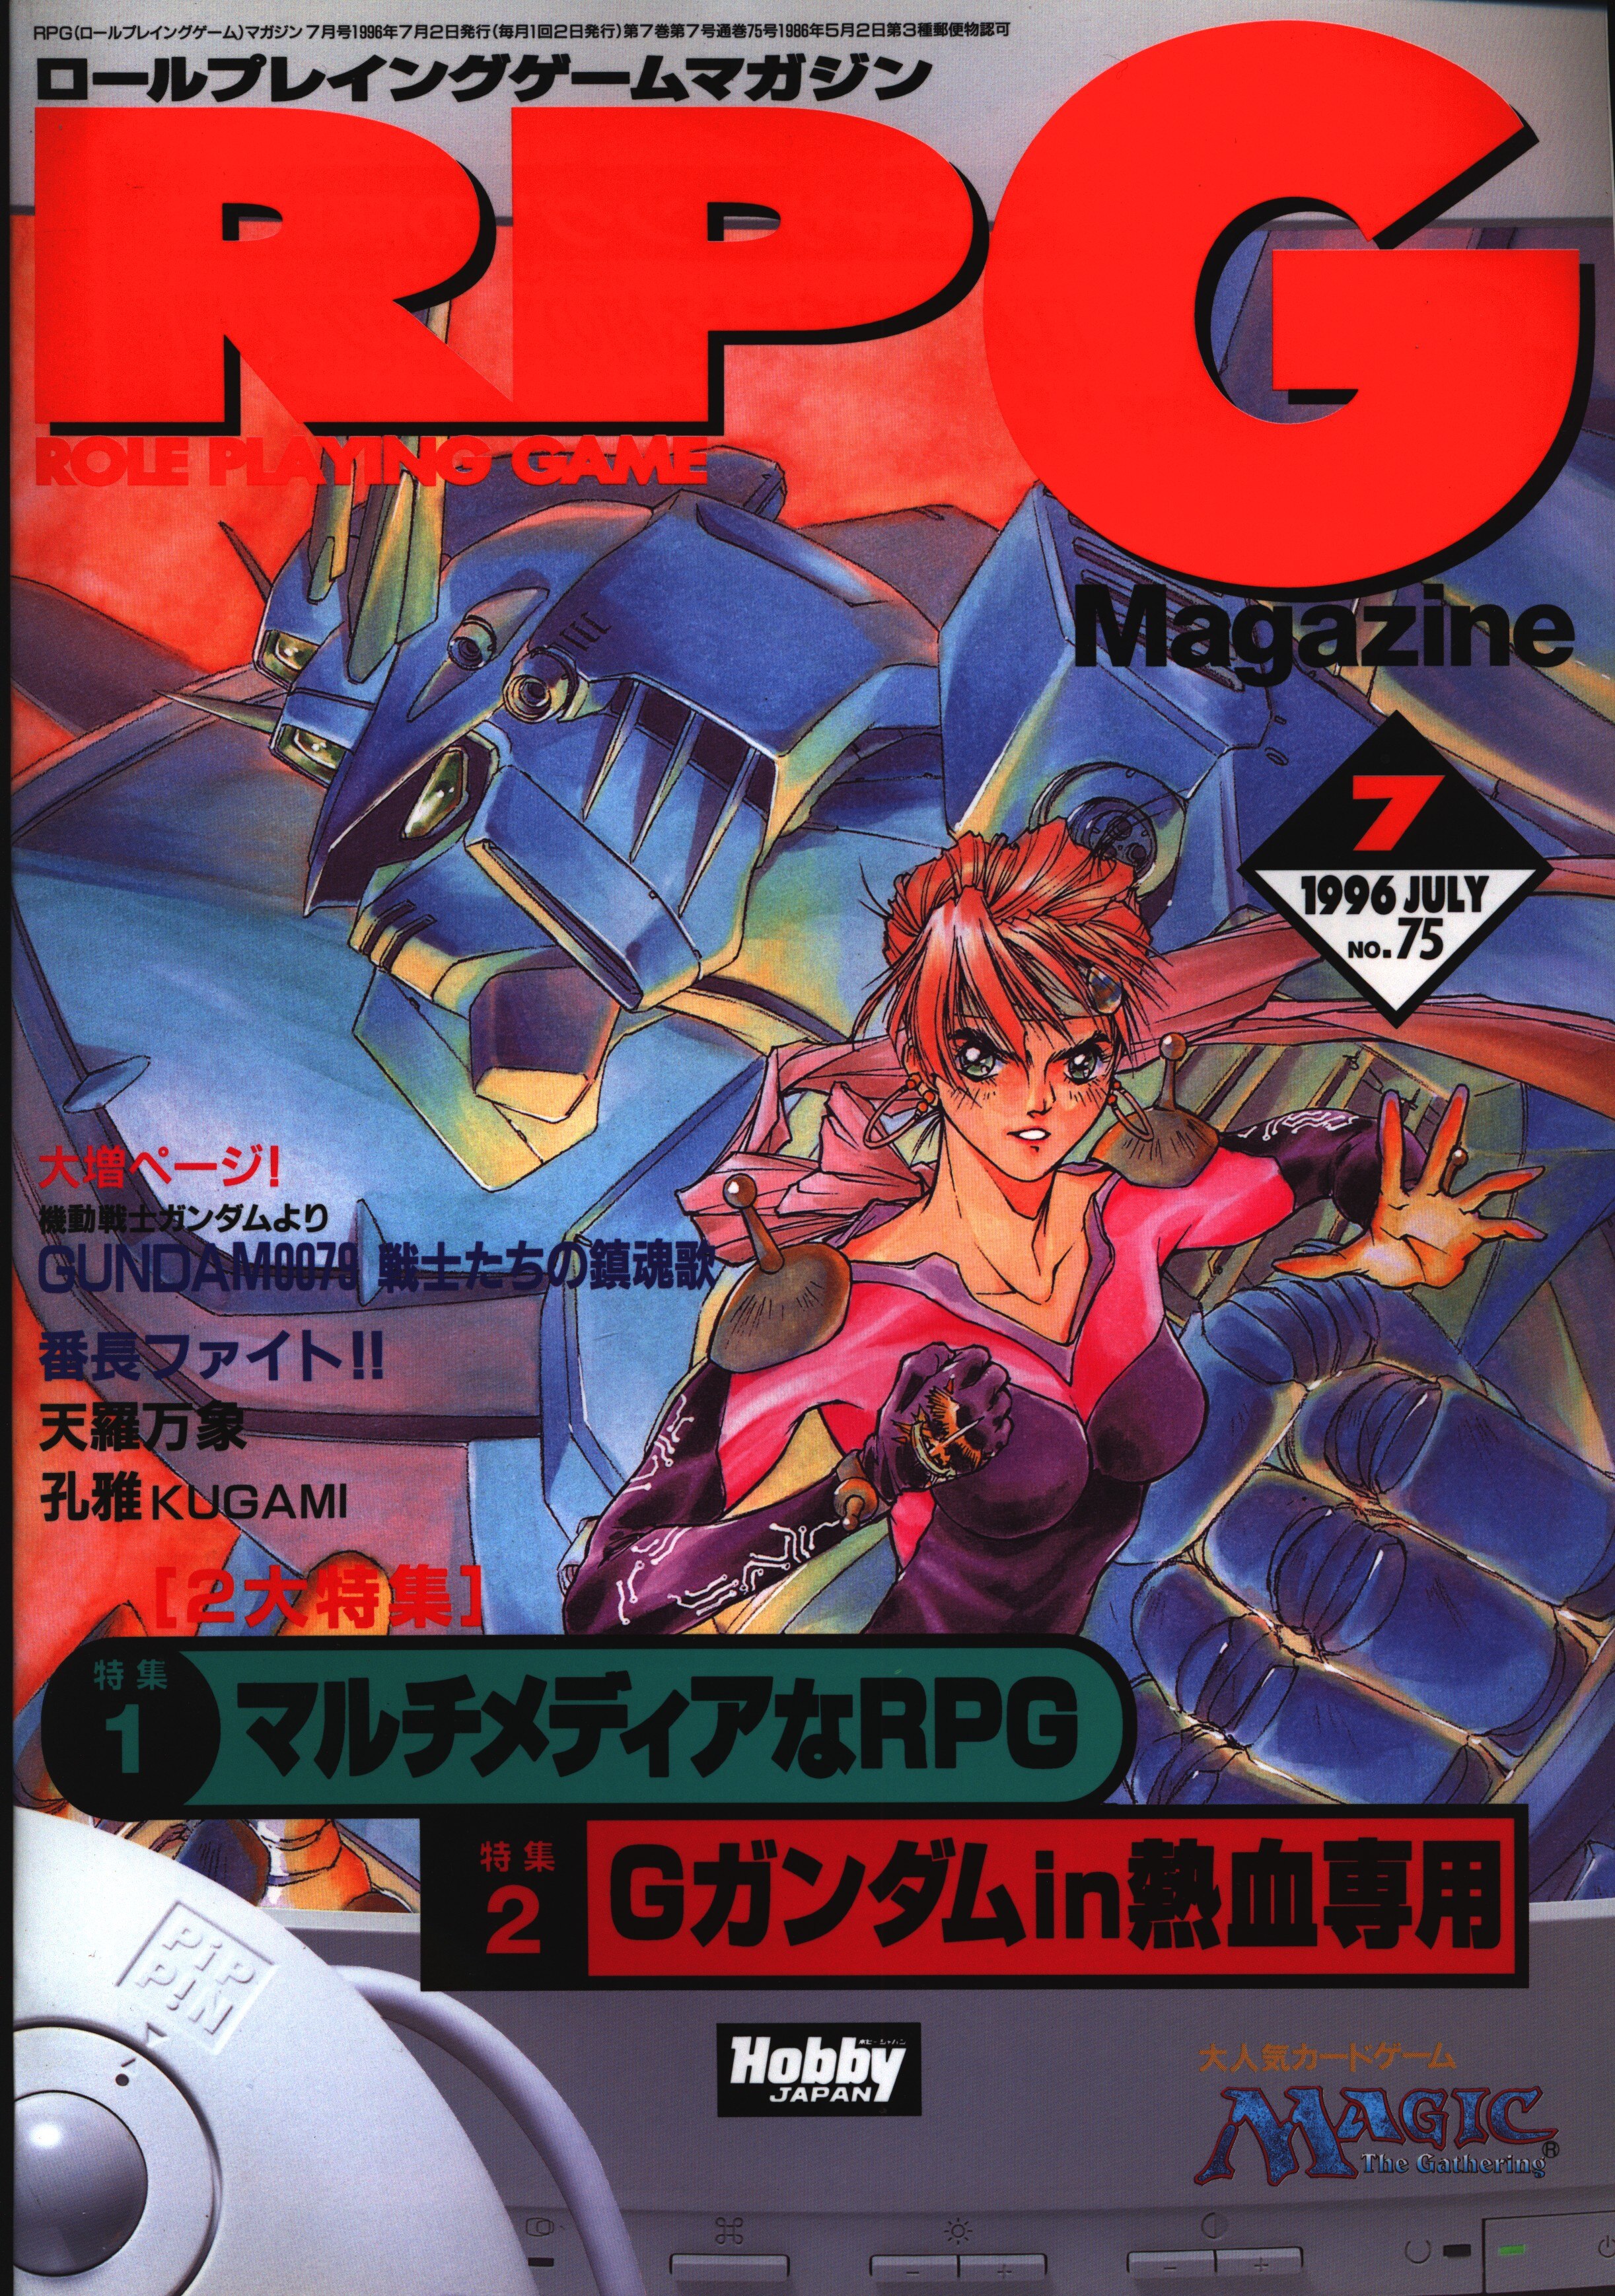 RPG(ロールプレイングゲーム)マガジン7月号1996年7月2日発行(毎月1回2日発行)第7巻第7号通巻75号1986年5月2日第3種郵便物認可
ロールプレイングゲームマガジン
RPG
ROLE PLAYING GAME
Magazine
7
1996 JULY
NO.75
大増ページ!
機動戦士ガンダムより
GUNDAM0079 戦士たちの鎮魂歌
番長ファイト!!
天羅万象
孔雅KUGAMI
[2大特集]
特集
1
マルチメディアなRPG
特集
2
Gガンダムin熱血専用
PiP
P!N
ホビージャパン
Hobby
JAPAN
大人気カードゲーム
MAGIC
The Gathering®